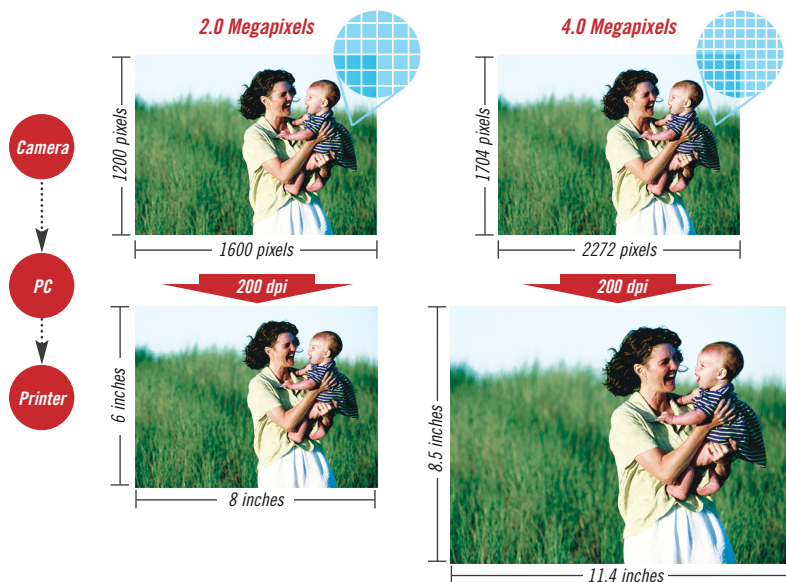 2.0 Megapixels
4.0 Megapixels
Camera
PC
Printer
1200 pixels
1600 pixels
1704 pixels
2272 pixels
200 dpi
200 dpi
6 inches
8 inches
8.5 inches
11.4 inches